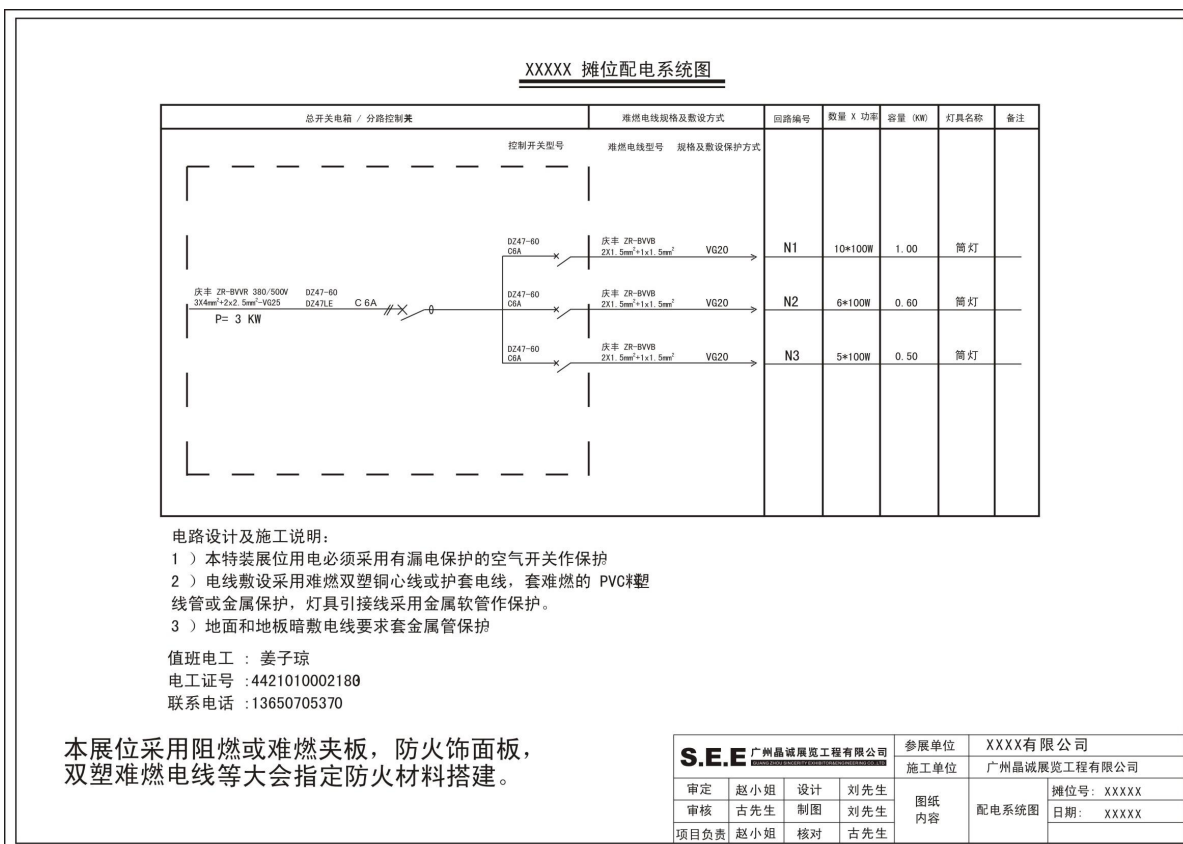 XXXXX 摊位配电系统图
总开关电箱 / 分路控制开关
难燃电线规格及敷设方式
回路编号
数量 X 功率
容量 (KW)
灯具名称
备注
控制开关型号
难燃电线型号 规格及敷设保护方式
DZ47-60
C6A
庆丰 ZR-BVVB
2X1.5mm²+1x1.5mm²
VG20
N1
10*100W
1.00
筒灯
庆丰 ZR-BVVR 380/500V
3X4mm²+2x2.5mm²-VG25
P= 3 KW
DZ47-60
DZ47LE
C 6A
DZ47-60
C6A
庆丰 ZR-BVVB
2X1.5mm²+1x1.5mm²
VG20
N2
6*100W
0.60
筒灯
DZ47-60
C6A
庆丰 ZR-BVVB
2X1.5mm²+1x1.5mm²
VG20
N3
5*100W
0.50
筒灯
电路设计及施工说明:
1 ）本特装展位用电必须采用有漏电保护的空气开关作保护
2 ）电线敷设采用难燃双塑铜心线或护套电线，套难燃的 PVC塑料
线管或金属保护，灯具引接线采用金属软管作保护。
3 ）地面和地板暗敷电线要求套金属管保护
值班电工 : 姜子琼
电工证号 :4421010002180
联系电话 :13650705370
本展位采用阻燃或难燃夹板，防火饰面板，
双塑难燃电线等大会指定防火材料搭建。
S.E.E 广州晶诚展览工程有限公司
GUANG ZHOU SINCERITY EXHIBITION&ENGINEERING CO.,LTD
参展单位
XXXX有限公司
施工单位
广州晶诚展览工程有限公司
审定 赵小姐 设计 刘先生
审核 古先生 制图 刘先生
项目负责 赵小姐 核对 古先生
图纸
内容
配电系统图
摊位号: XXXXX
日期: XXXXX